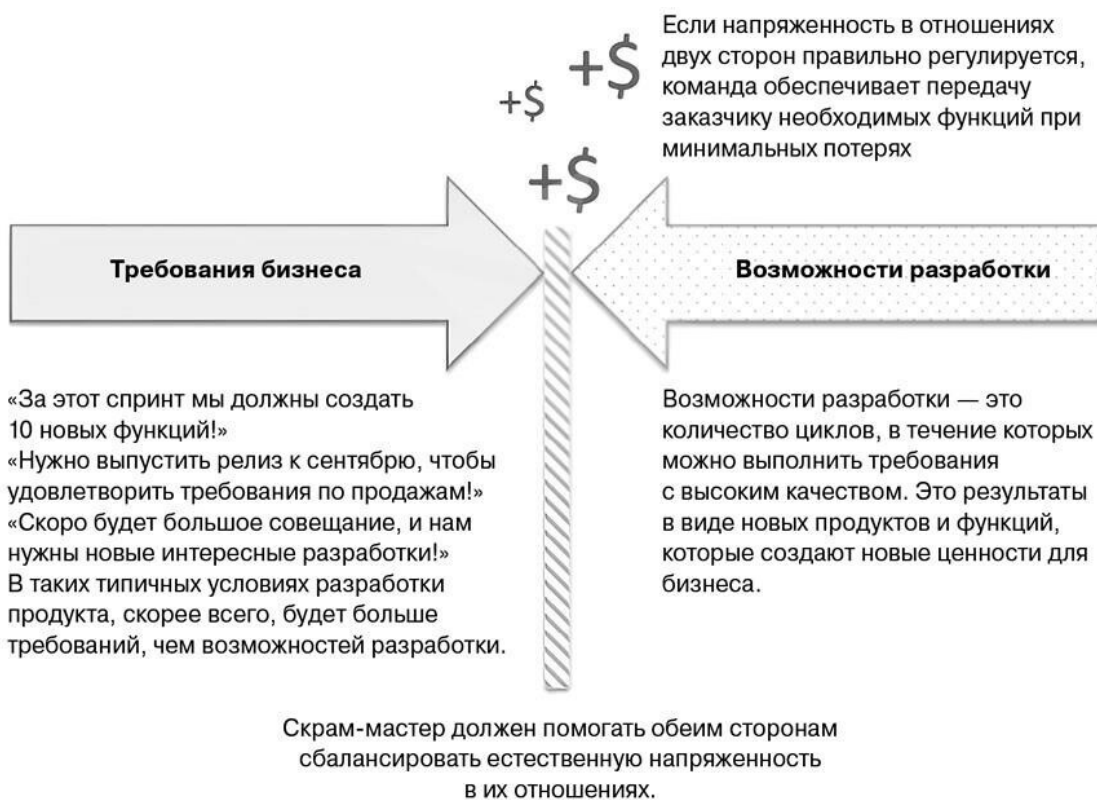 Если напряженность в отношениях
двух сторон правильно регулируется,
команда обеспечивает передачу
заказчику необходимых функций при
минимальных потерях
+$
+$
+$
Требования бизнеса
Возможности разработки
«За этот спринт мы должны создать
10 новых функций!»
«Нужно выпустить релиз к сентябрю, чтобы
удовлетворить требования по продажам!»
«Скоро будет большое совещание, и нам
нужны новые интересные разработки!»
В таких типичных условиях разработки
продукта, скорее всего, будет больше
требований, чем возможностей разработки.
Возможности разработки — это
количество циклов, в течение которых
можно выполнить требования
с высоким качеством. Это результаты
в виде новых продуктов и функций,
которые создают новые ценности для
бизнеса.
Скрам-мастер должен помогать обеим сторонам
сбалансировать естественную напряженность
в их отношениях.